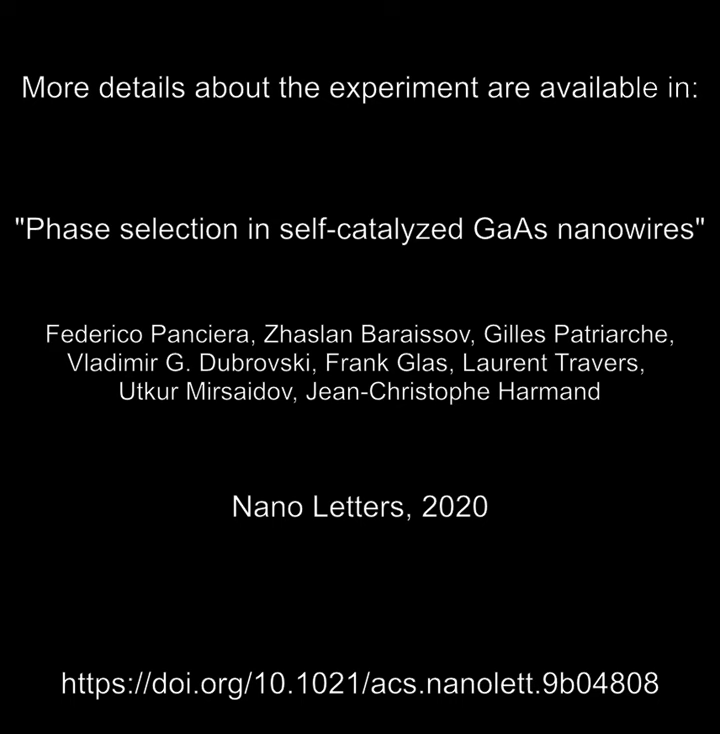 More details about the experiment are available in:
"Phase selection in self-catalyzed GaAs nanowires"
Federico Panciera, Zhaslan Baraissov, Gilles Patriarche,
Vladimir G. Dubrovski, Frank Glas, Laurent Travers,
Utkur Mirsaidov, Jean-Christophe Harmand
Nano Letters, 2020
https://doi.org/10.1021/acs.nanolett.9b04808